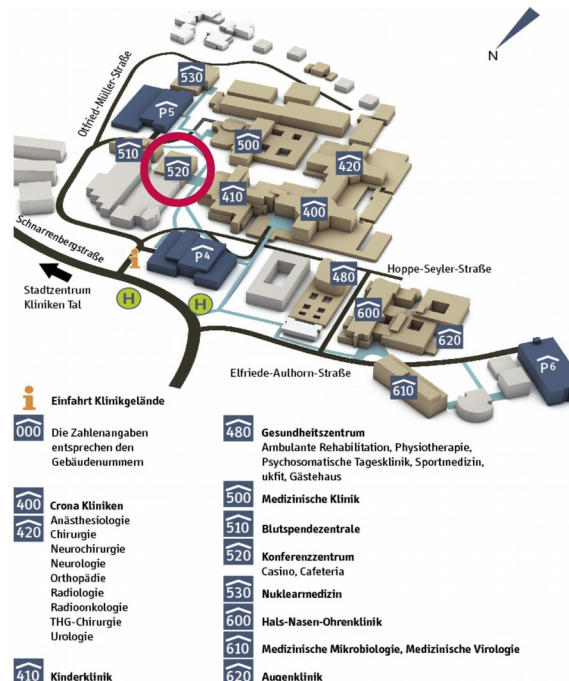 N
530
Otfried-Müller-Straße
P5
500
510
520
420
410
400
Schnarrenbergstraße
P4
480
Hoppe-Seyler-Straße
Stadtzentrum
Kliniken Tal
H
H
600
620
P6
Elfriede-Aulhorn-Straße
610
Einfahrt Klinikgelände
000 Die Zahlenangaben
entsprechen den
Gebäudenummern
400 Crona Kliniken
420 Anästhesiologie
Chirurgie
Neurochirurgie
Neurologie
Orthopädie
Radiologie
Radioonkologie
THG-Chirurgie
Urologie
410 Kinderklinik
480 Gesundheitszentrum
Ambulante Rehabilitation, Physiotherapie,
Psychosomatische Tagesklinik, Sportmedizin,
ukfit, Gästehaus
500 Medizinische Klinik
510 Blutspendezentrale
520 Konferenzzentrum
Casino, Cafeteria
530 Nuklearmedizin
600 Hals-Nasen-Ohrenklinik
610 Medizinische Mikrobiologie, Medizinische Virologie
620 Augenklinik